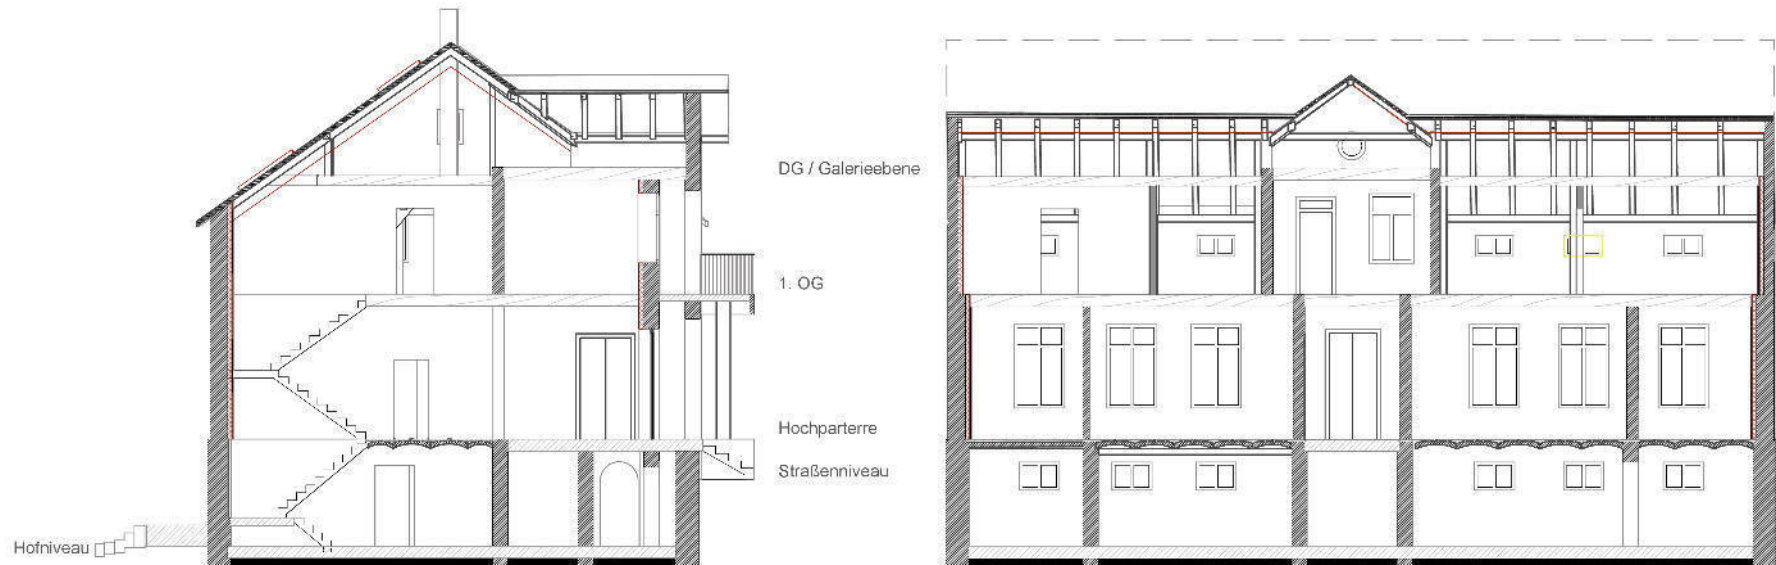 DG / Galerieebene
1. OG
Hochparterre
Straßenniveau
Hofniveau